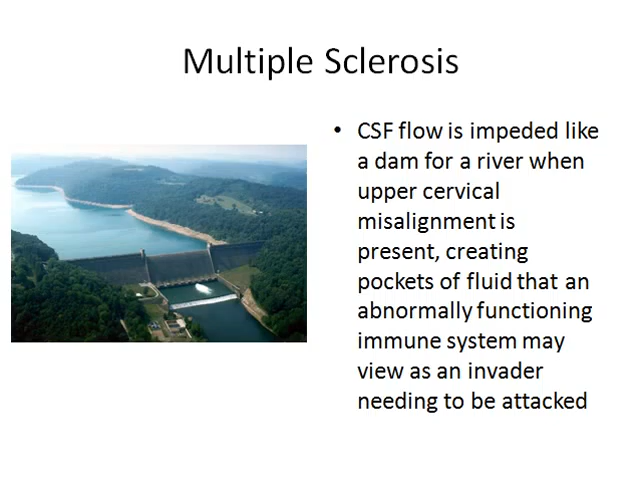 Multiple Sclerosis
• CSF flow is impeded like
a dam for a river when
upper cervical
misalignment is
present, creating
pockets of fluid that an
abnormally functioning
immune system may
view as an invader
needing to be attacked